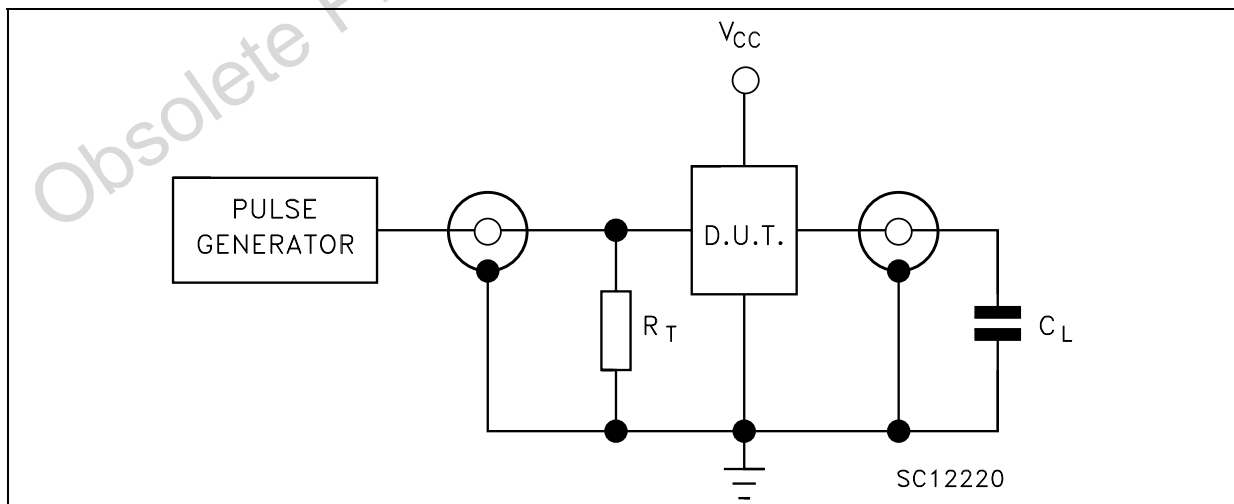 Obsolete
VCC
PULSE
GENERATOR
D.U.T.
RT
CL
SC12220